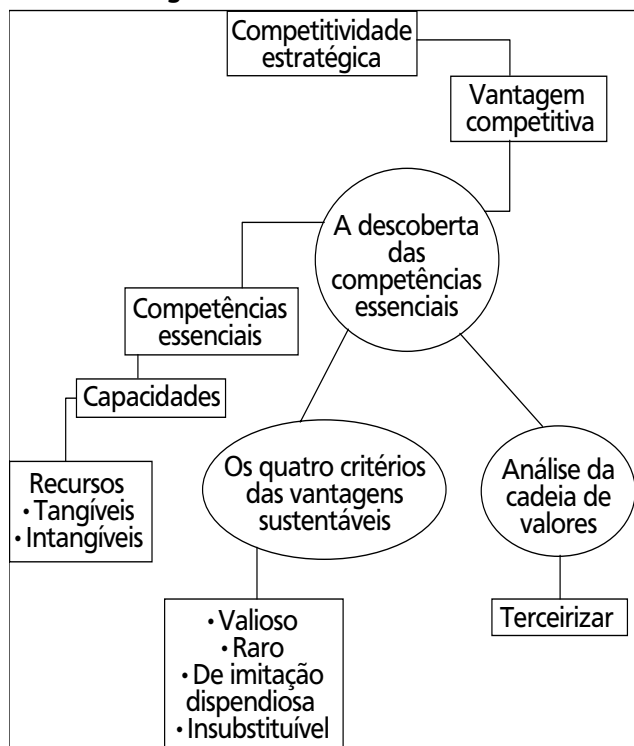 Competitividade
estratégica
Vantagem
competitiva
A descoberta
das
competências
essenciais
Competências
essenciais
Capacidades
Recursos
• Tangíveis
• Intangíveis
Os quatro critérios
das vantagens
sustentáveis
Análise da
cadeia de
valores
• Valioso
• Raro
• De imitação
dispendiosa
• Insubstituível
Terceirizar